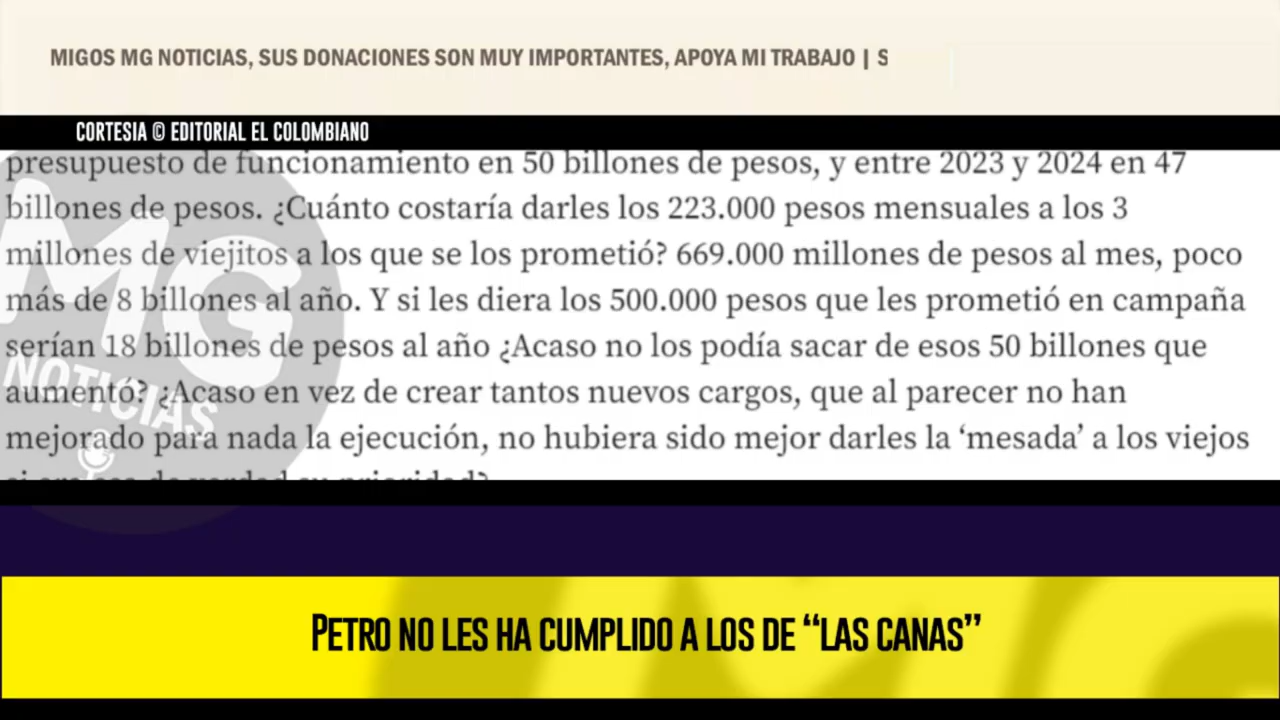 MIGOS MG NOTICIAS, SUS DONACIONES SON MUY IMPORTANTES, APOYA MI TRABAJO | S
CORTESIA © EDITORIAL EL COLOMBIANO
presupuesto de funcionamiento en 50 billones de pesos, y entre 2023 y 2024 en 47
billones de pesos. ¿Cuánto costaría darles los 223.000 pesos mensuales a los 3
millones de viejitos a los que se los prometió? 669.000 millones de pesos al mes, poco
más de 8 billones al año. Y si les diera los 500.000 pesos que les prometió en campaña
serían 18 billones de pesos al año ¿Acaso no los podía sacar de esos 50 billones que
aumentó? ¿Acaso en vez de crear tantos nuevos cargos, que al parecer no han
mejorado para nada la ejecución, no hubiera sido mejor darles la ‘mesada’ a los viejos
MG
NOTICIAS
PETRO NO LES HA CUMPLIDO A LOS DE “LAS CANAS”